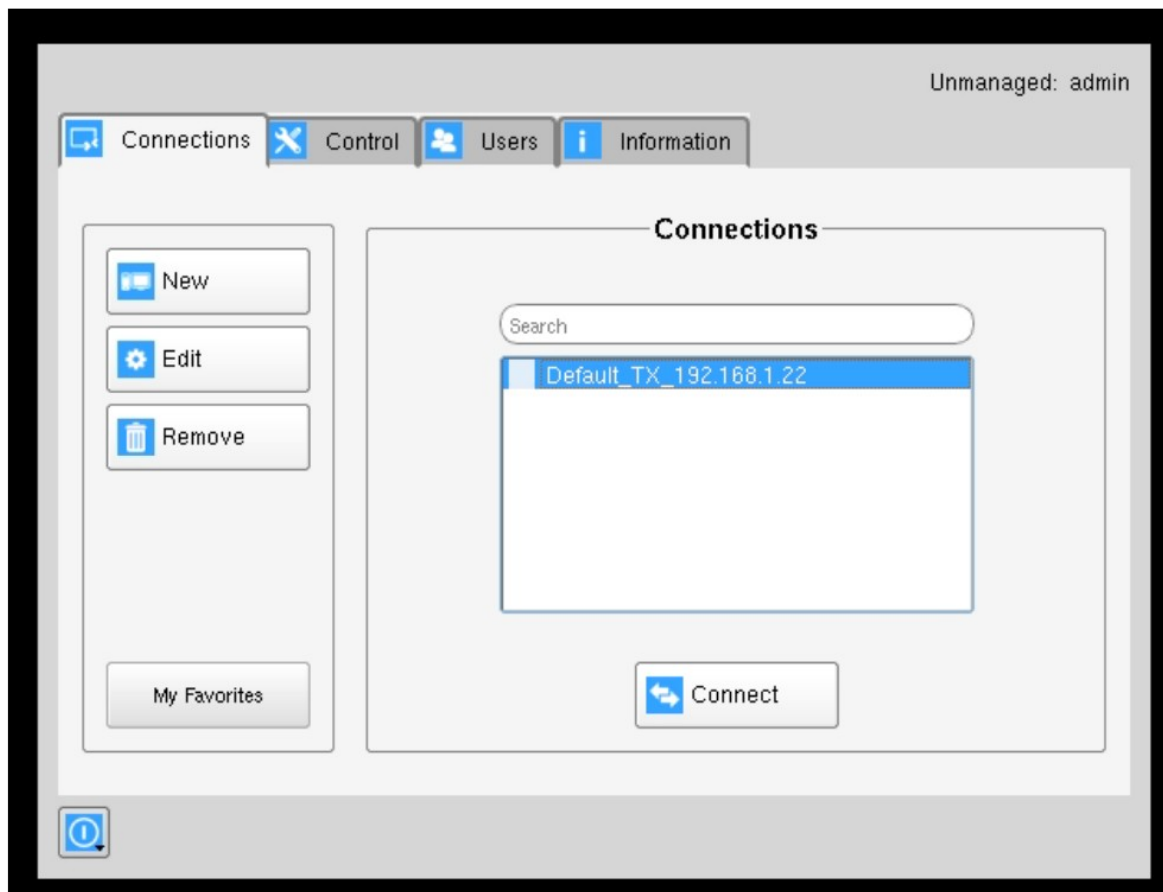 Unmanaged: admin
Connections Control Users Information
Connections
New
Edit
Remove
My Favorites
Search
Default_TX_192.168.1.22
Connect